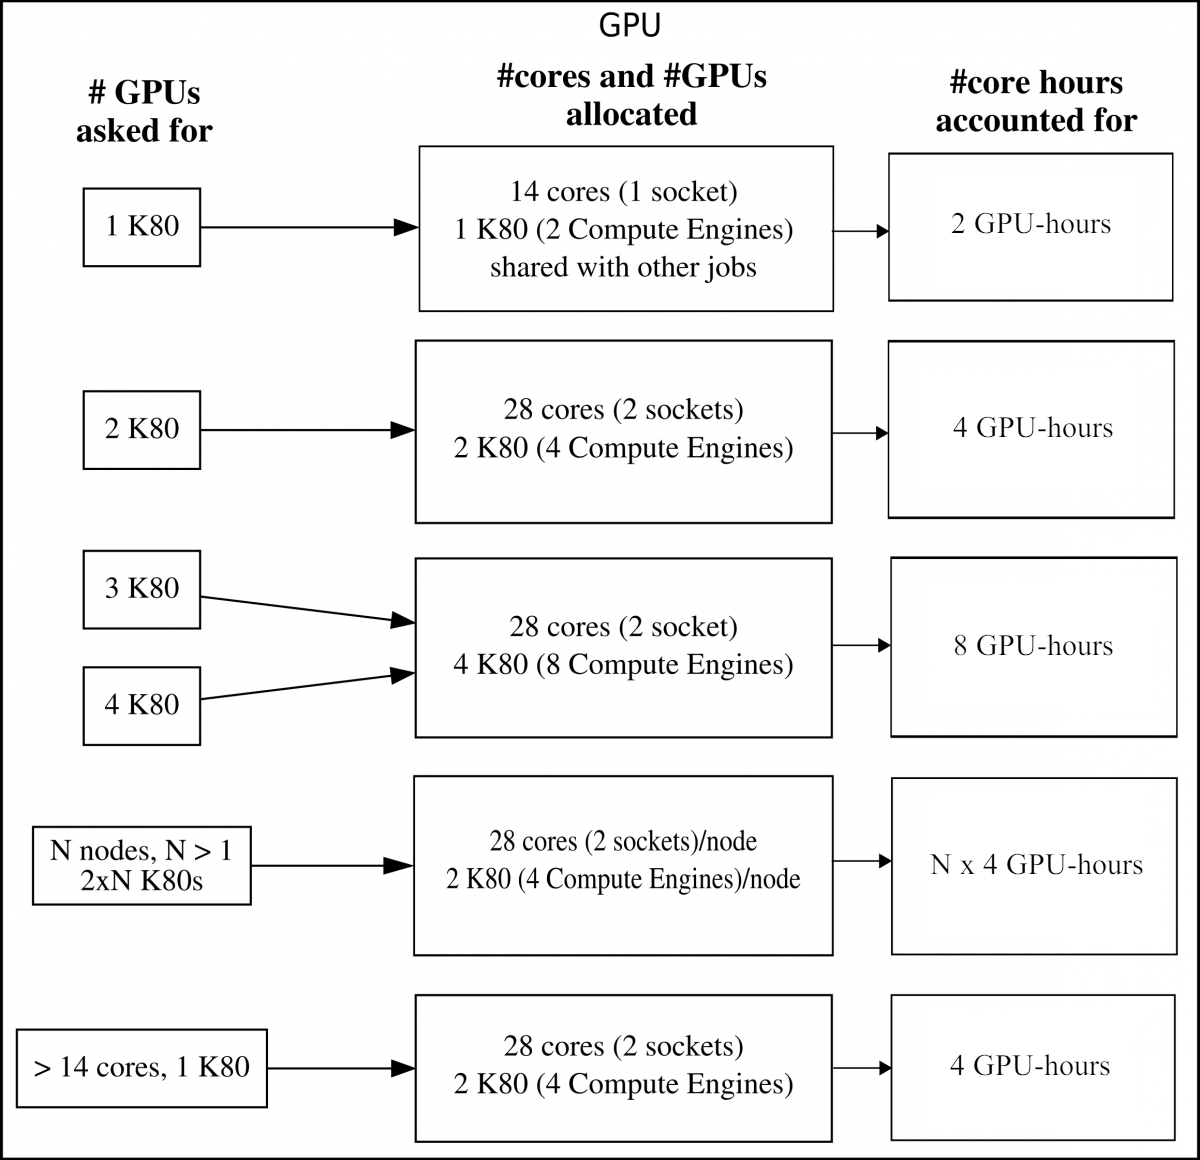 GPU
# GPUs
asked for
#cores and #GPUs
allocated
#core hours
accounted for
1 K80
14 cores (1 socket)
1 K80 (2 Compute Engines)
shared with other jobs
2 GPU-hours
2 K80
28 cores (2 sockets)
2 K80 (4 Compute Engines)
4 GPU-hours
3 K80
4 K80
28 cores (2 socket)
4 K80 (8 Compute Engines)
8 GPU-hours
N nodes, N > 1
2xN K80s
28 cores (2 sockets)/node
2 K80 (4 Compute Engines)/node
N x 4 GPU-hours
> 14 cores, 1 K80
28 cores (2 sockets)
2 K80 (4 Compute Engines)
4 GPU-hours